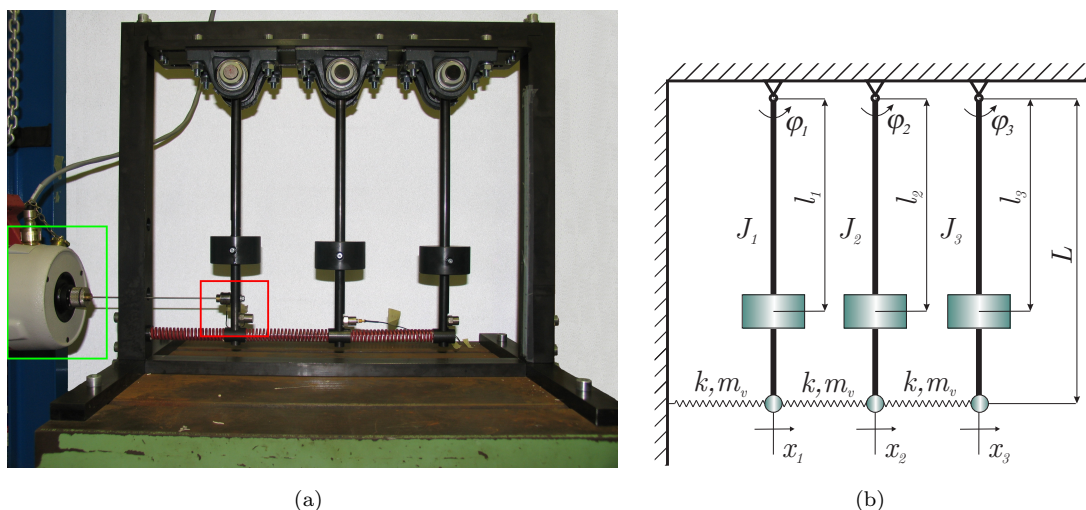 φ₁ φ₂ φ₃
l₁ l₂ l₃ L
J₁ J₂ J₃
k,mᵥ k,mᵥ k,mᵥ
x₁ x₂ x₃
(a) (b)